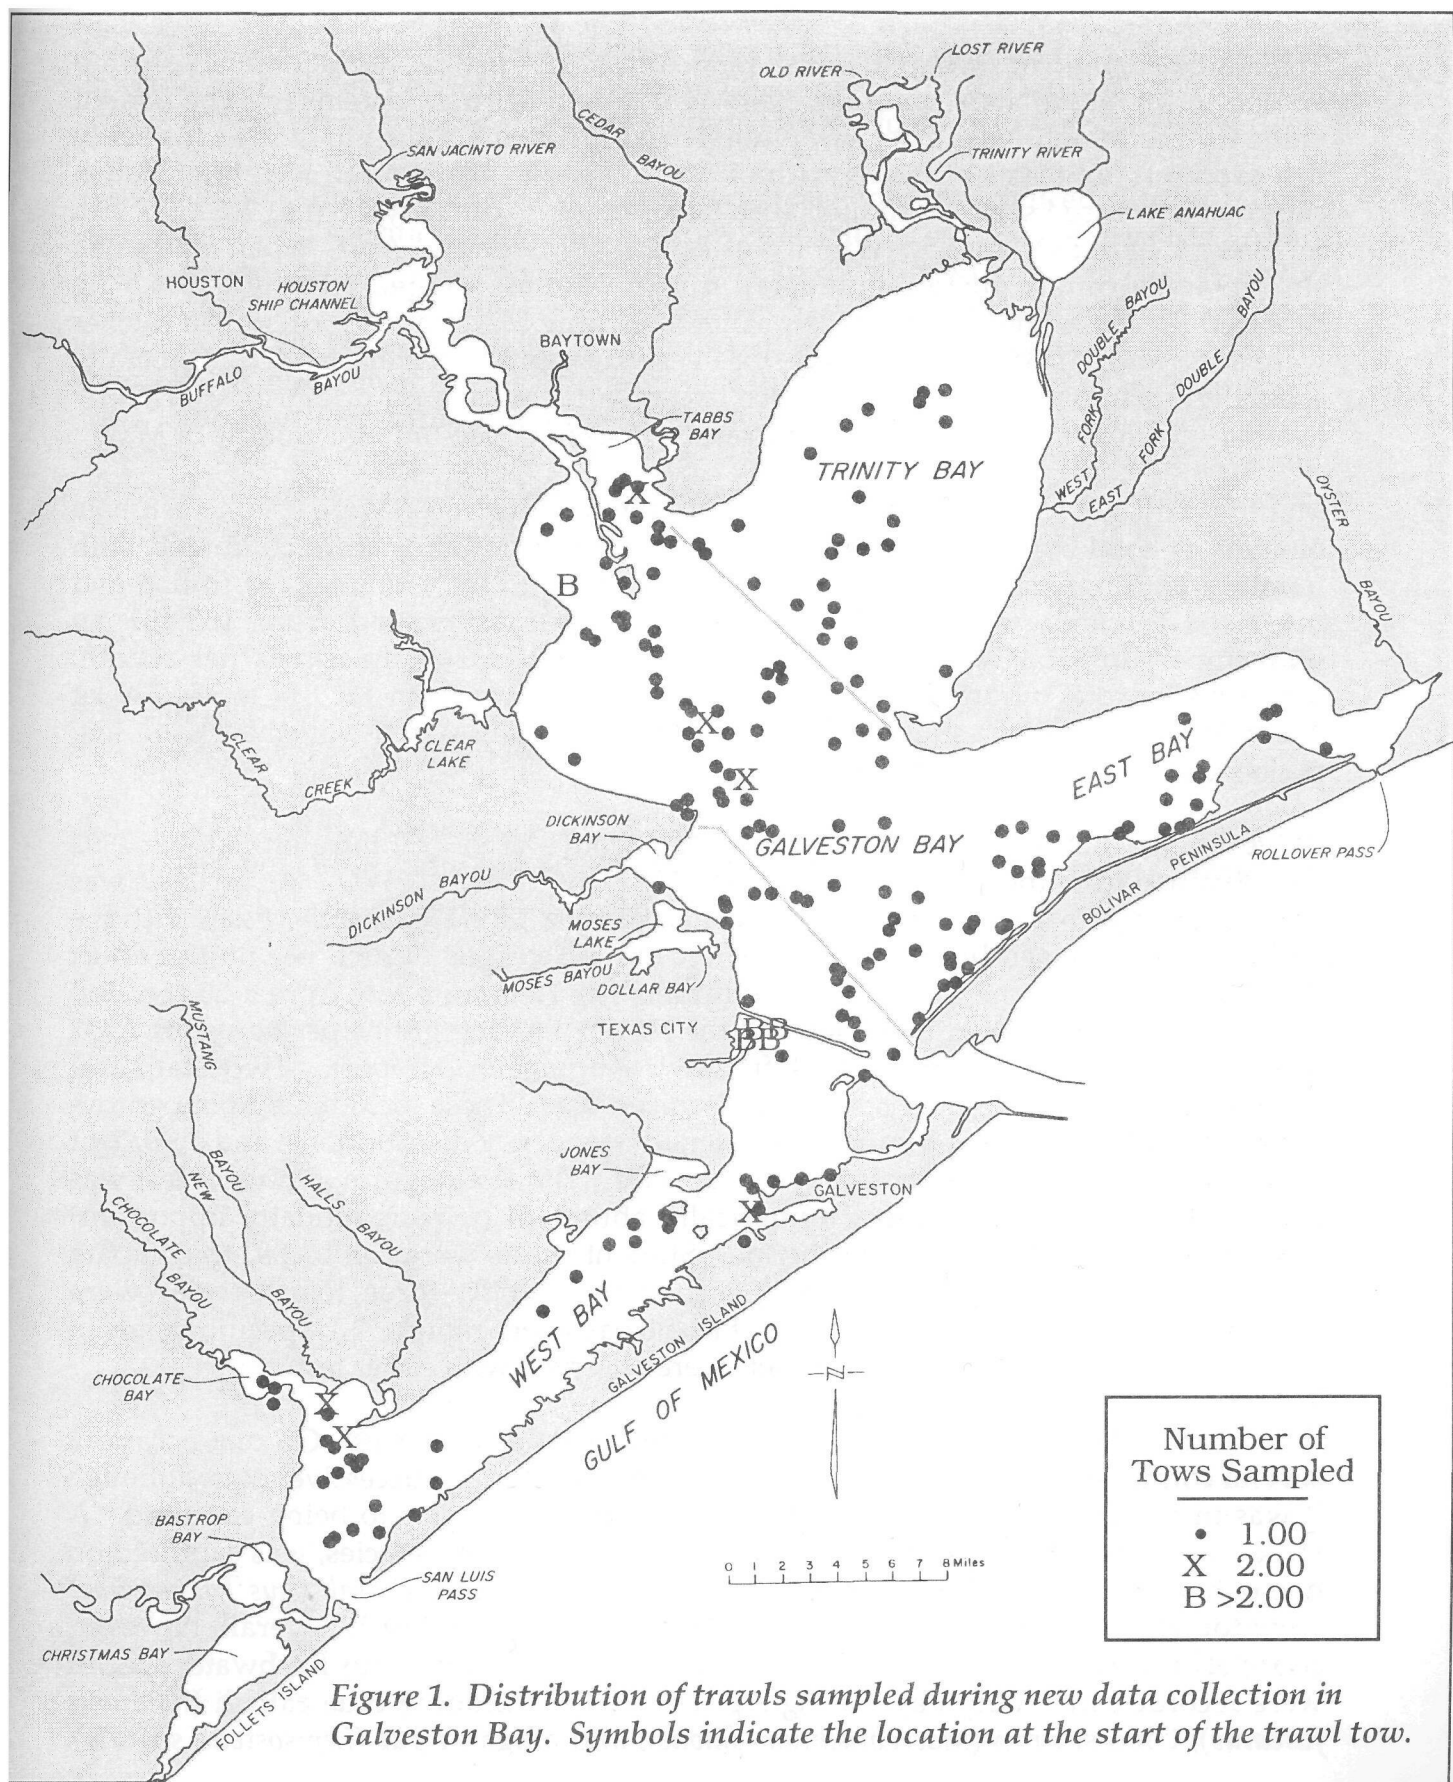 LOST RIVER
OLD RIVER
CEDAR
BAYOU
SAN JACINTO RIVER
TRINITY RIVER
LAKE ANAHUAC
HOUSTON
HOUSTON
SHIP CHANNEL
BAYTOWN
BUFFALO
BAYOU
TABBS
BAY
DOUBLE BAYOU
WEST FORK
EAST FORK DOUBLE BAYOU
TRINITY BAY
OYSTER
BAYOU
X
B
CLEAR
CREEK
CLEAR
LAKE
X
X
EAST BAY
DICKINSON
BAY
GALVESTON BAY
DICKINSON BAYOU
BOLIVAR PENINSULA
ROLLOVER PASS
MOSES
LAKE
MOSES BAYOU
DOLLAR BAY
TEXAS CITY
BB
BB
MUSTANG
BAYOU
NEW
BAYOU
HALLS
BAYOU
CHOCOLATE
BAYOU
JONES
BAY
GALVESTON
X
WEST BAY
GALVESTON ISLAND
GULF OF MEXICO
N
CHOCOLATE
BAY
X
X
BASTROP
BAY
SAN LUIS
PASS
CHRISTMAS BAY
FOLLETS ISLAND
0 1 2 3 4 5 6 7 8 Miles
Number of
Tows Sampled
• 1.00
X 2.00
B >2.00
Figure 1. Distribution of trawls sampled during new data collection in
Galveston Bay. Symbols indicate the location at the start of the trawl tow.